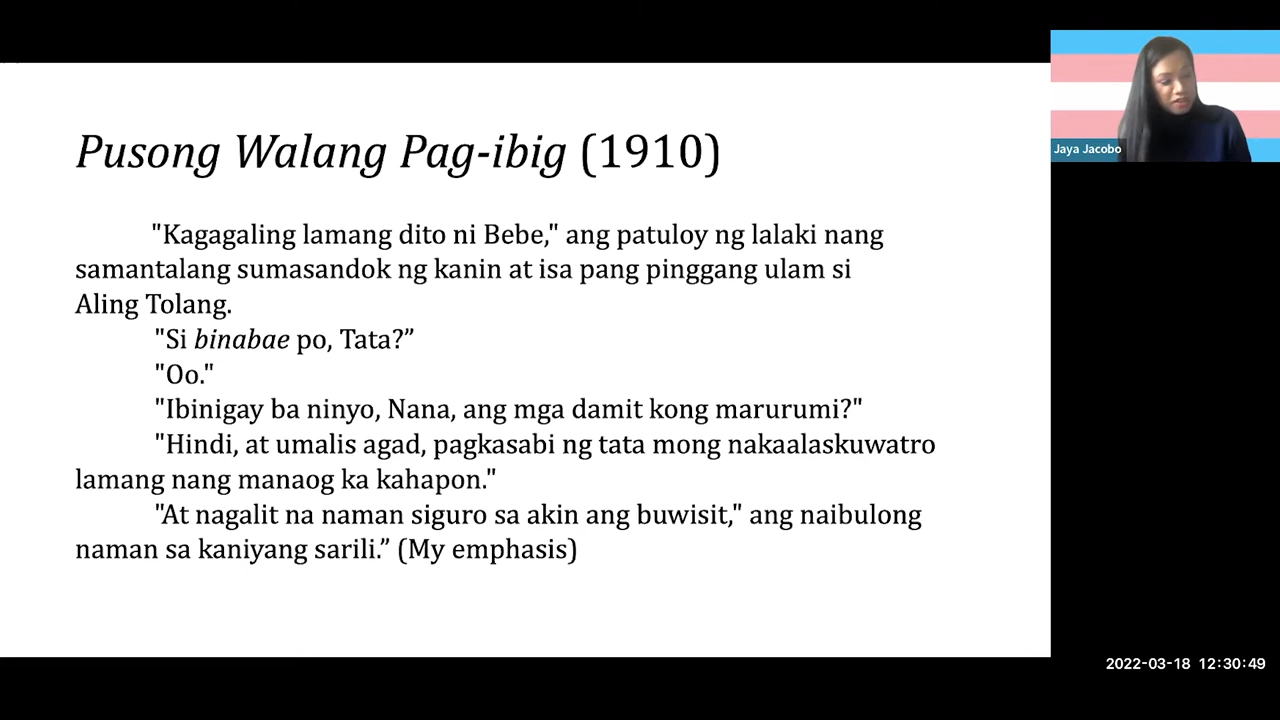 Pusong Walang Pag-ibig (1910)
"Kagagaling lamang dito ni Bebe," ang patuloy ng lalaki nang
samantalang sumasandok ng kanin at isa pang pinggang ulam si
Aling Tolang.
"Si binabae po, Tata?”
"Oo."
"Ibinigay ba ninyo, Nana, ang mga damit kong marurumi?"
"Hindi, at umalis agad, pagkasabi ng tata mong nakaalaskuwatro
lamang nang manaog ka kahapon."
"At nagalit na naman siguro sa akin ang buwisit," ang naibulong
naman sa kaniyang sarili.” (My emphasis)
Jaya Jacobo
2022-03-18 12:30:49